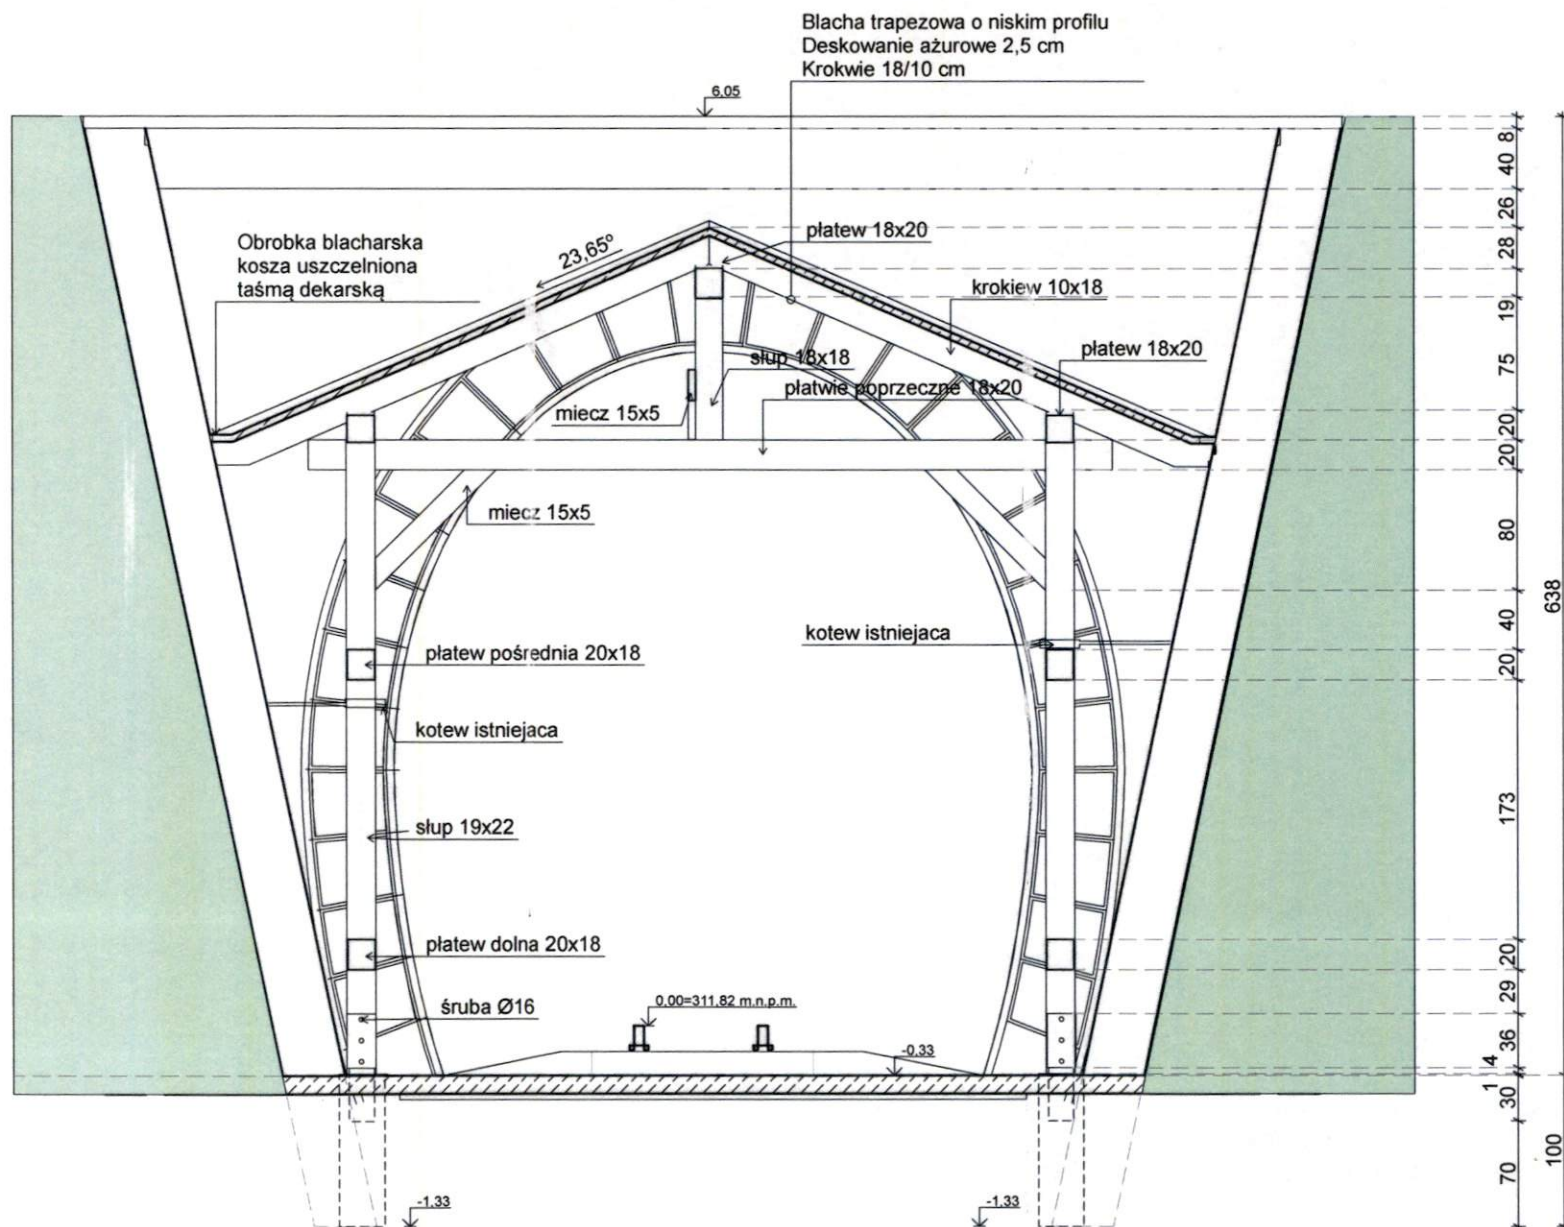 Blacha trapezowa o niskim profilu
Deskowanie ażurowe 2,5 cm
Krokwie 18/10 cm
6,05
Obrobka blacharska
kosza uszczelniona
taśmą dekarską
23,65º
płatew 18x20
krokiew 10x18
płatew 18x20
słup 18x18
płatwie poprzeczne 18x20
miecz 15x5
miecz 15x5
płatew pośrednia 20x18
kotew istniejaca
kotew istniejaca
słup 19x22
płatew dolna 20x18
śruba Ø16
0,00=311,82 m.n.p.m.
-0,33
-1,33
-1,33
8
40
26
28
19
75
20
20
80
40
20
173
20
29
36
4
1
30
70
638
100